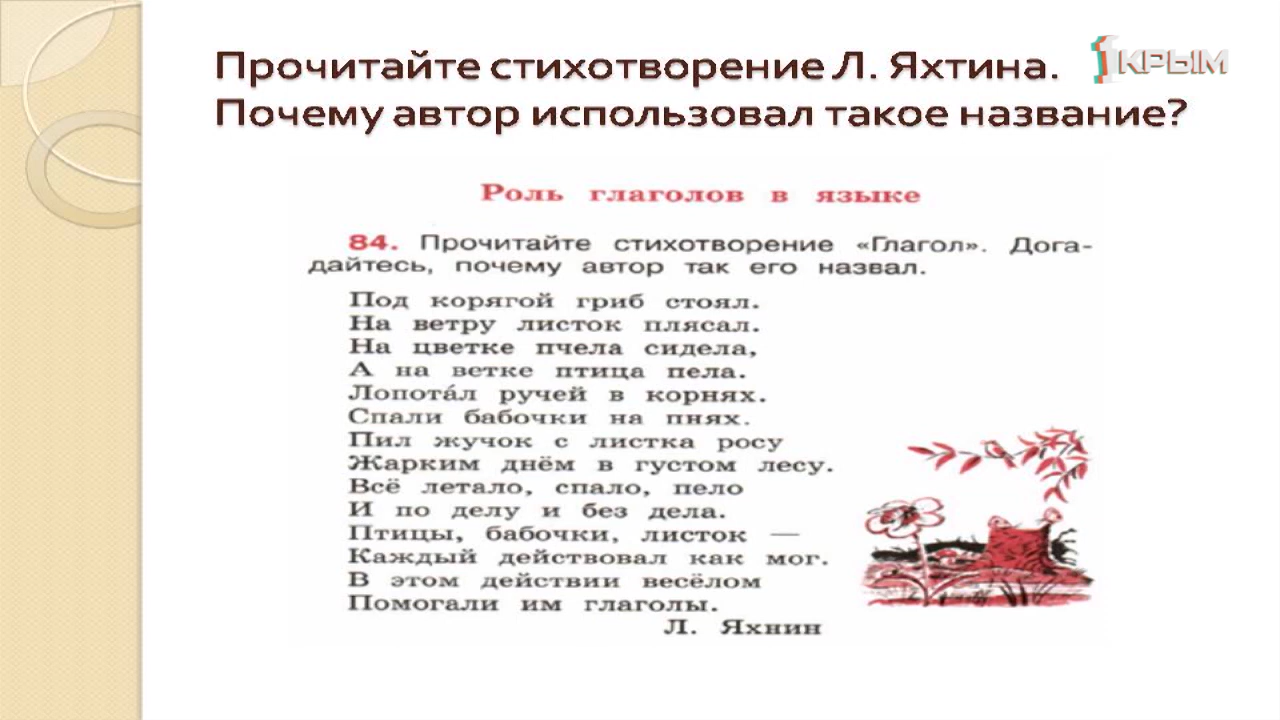 Прочитайте стихотворение Л. Яхтина.
Почему автор использовал такое название?
1КРЫМ
Роль глаголов в языке
84. Прочитайте стихотворение «Глагол». Дога-
дайтесь, почему автор так его назвал.
Под корягой гриб стоял.
На ветру листок плясал.
На цветке пчела сидела,
А на ветке птица пела.
Лопота́л ручей в корнях.
Спали бабочки на пнях.
Пил жучок с листка росу
Жарким днём в густом лесу.
Всё летало, спало, пело
И по делу и без дела.
Птицы, бабочки, листок —
Каждый действовал как мог.
В этом действии весёлом
Помогали им глаголы.
Л. Яхнин